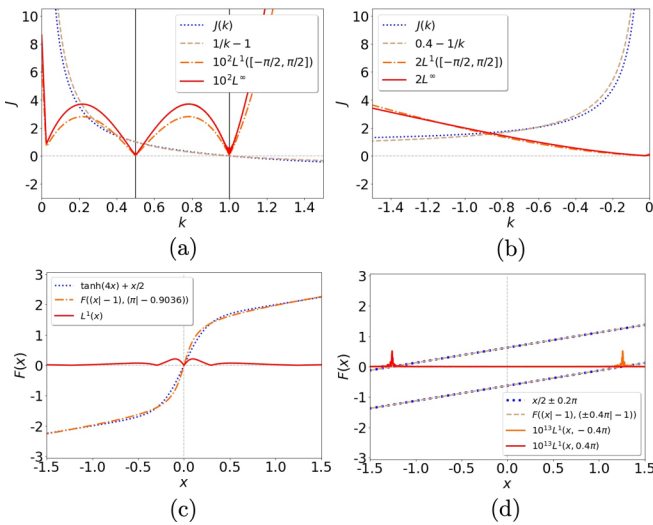 10
8
6
4
2
0
-2
J
0
0.2
0.4
0.6
0.8
1.0
1.2
1.4
k
J(k)
1/k − 1
10²L¹([−π/2, π/2])
10²L^∞
(a)
10
8
6
4
2
0
-2
J
-1.4
-1.2
-1.0
-0.8
-0.6
-0.4
-0.2
0
k
J(k)
0.4 − 1/k
2L¹([−π/2, π/2])
2L^∞
(b)
3
2
1
0
-1
-2
-3
F(x)
-1.5
-1.0
-0.5
0.0
0.5
1.0
1.5
x
tanh(4x) + x/2
F((x| − 1), (π| − 0.9036))
L¹(x)
(c)
3
2
1
0
-1
-2
-3
F(x)
-1.5
-1.0
-0.5
0.0
0.5
1.0
1.5
x
x/2 ± 0.2π
F((x| − 1), (±0.4π| − 1))
10¹³L¹(x, − 0.4π)
10¹³L¹(x, 0.4π)
(d)